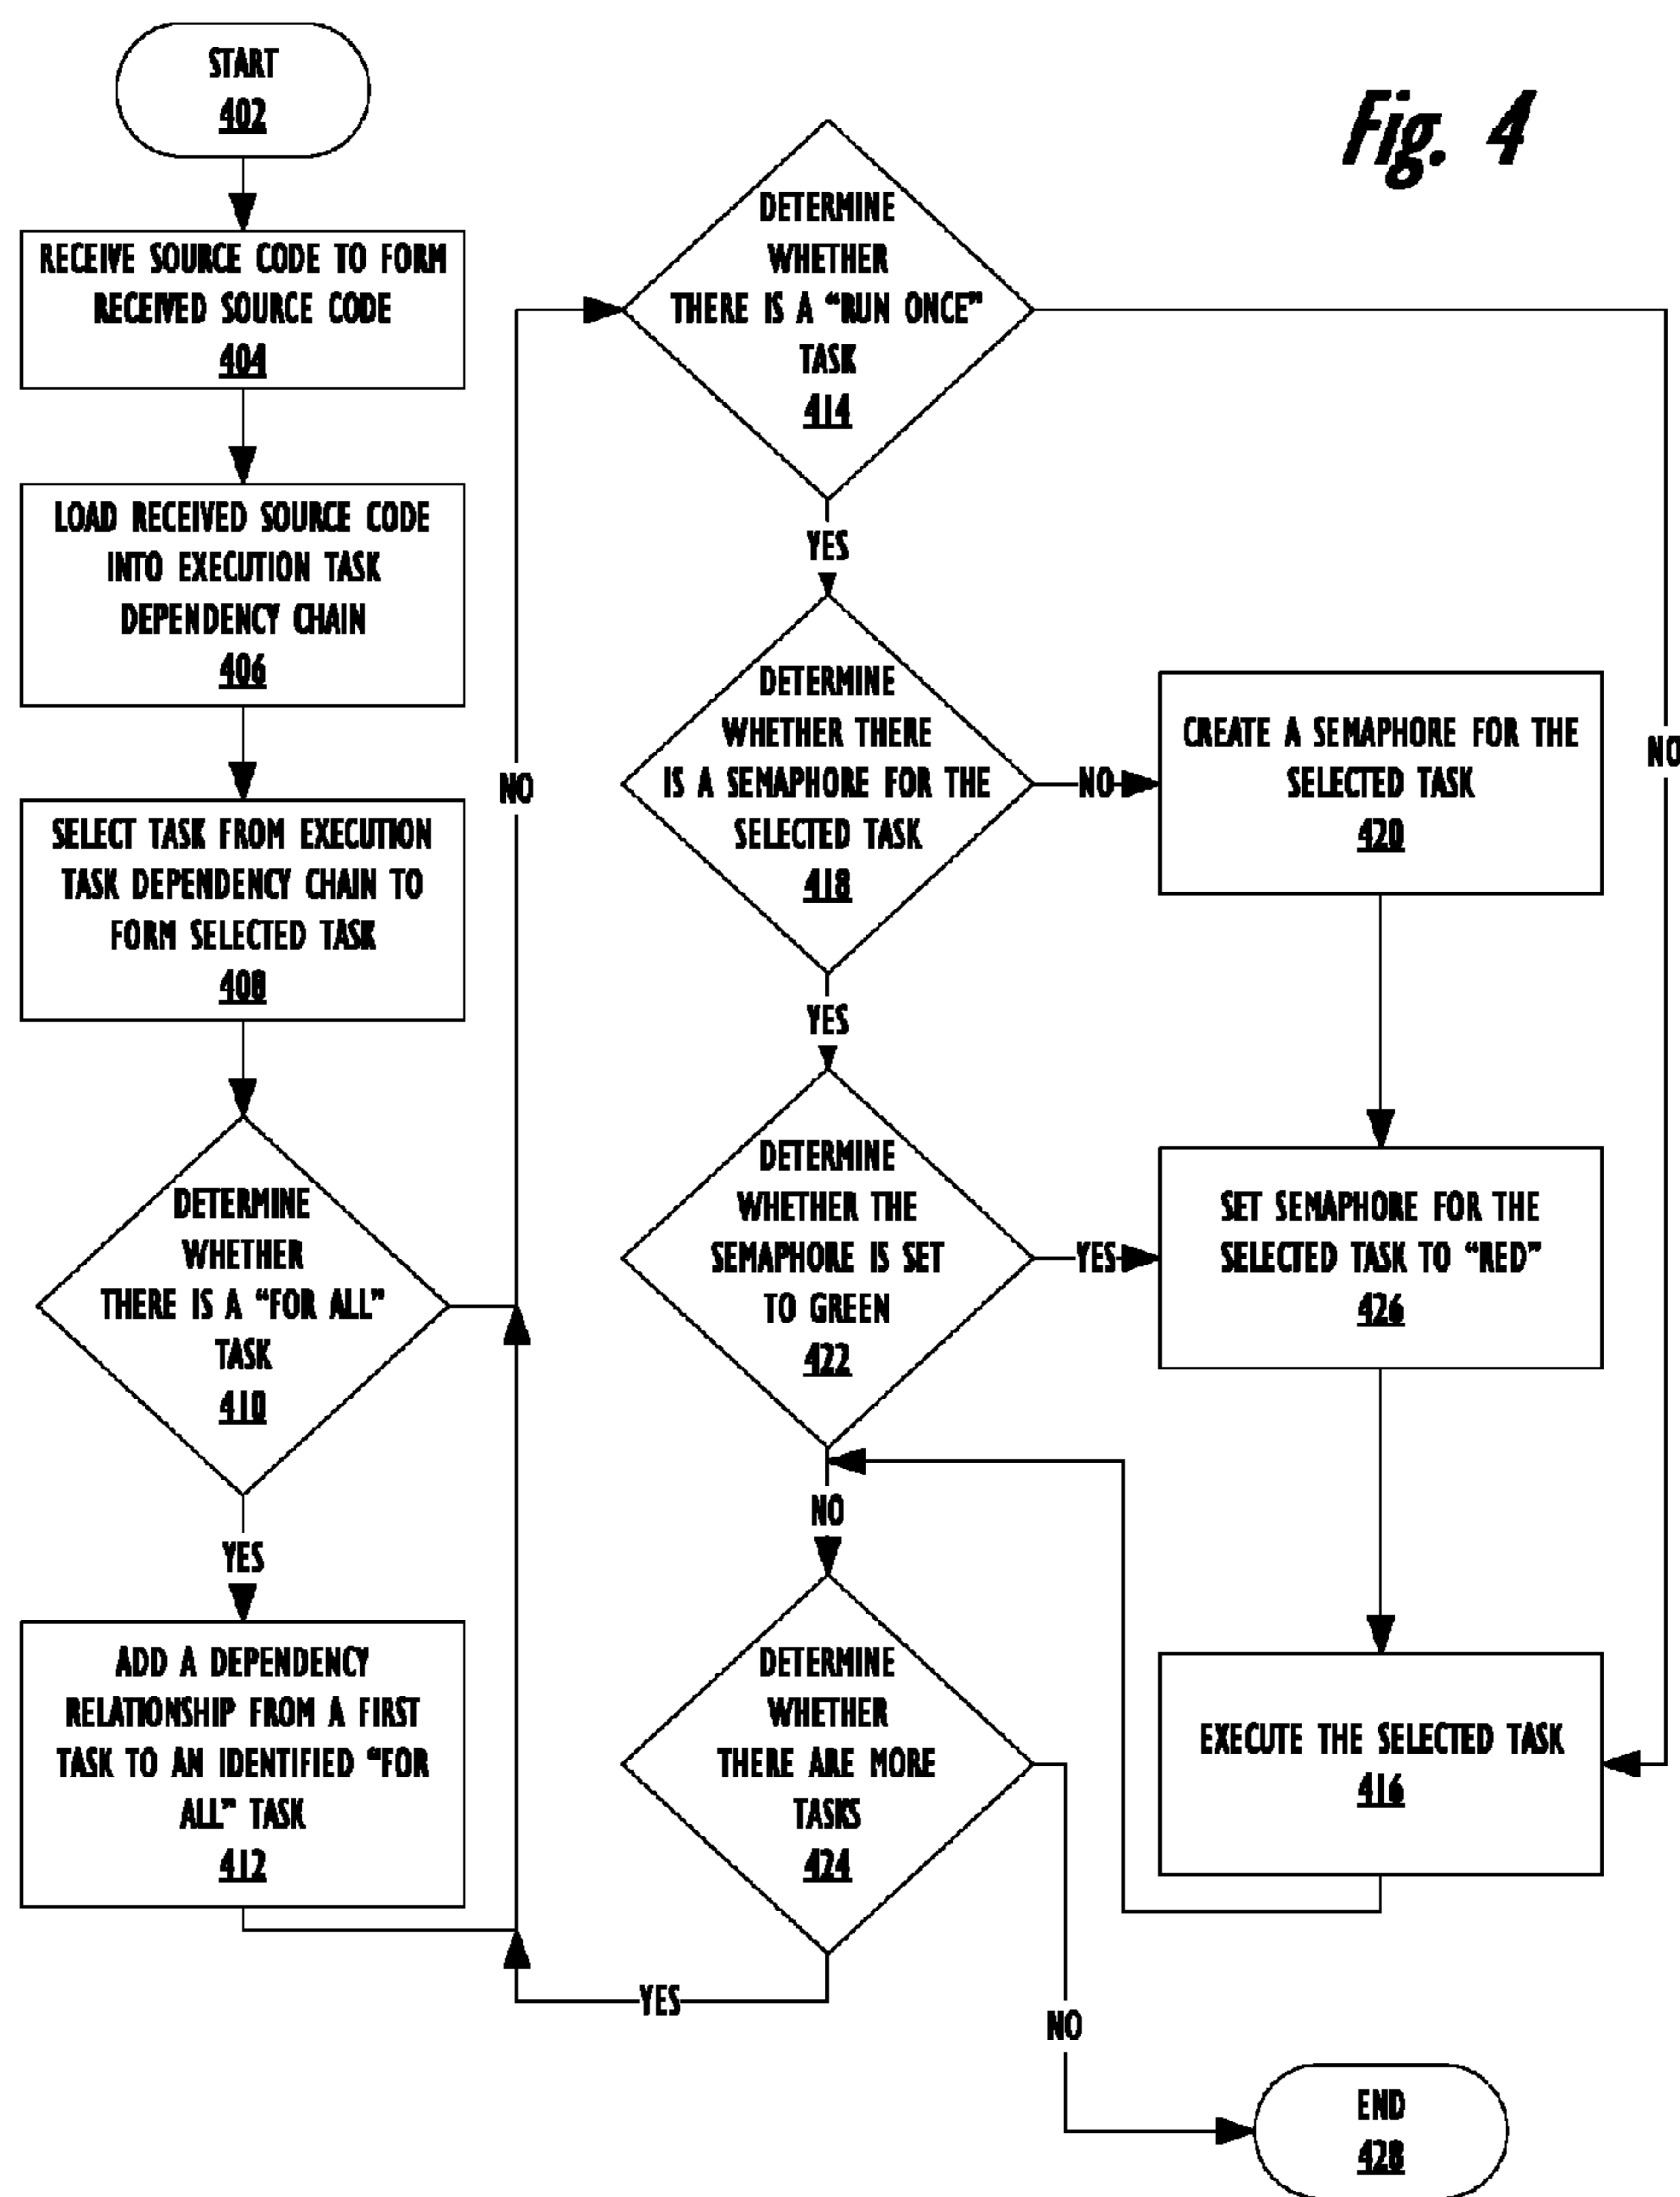 Fig. 4
START
402
RECEIVE SOURCE CODE TO FORM
RECEIVED SOURCE CODE
404
LOAD RECEIVED SOURCE CODE
INTO EXECUTION TASK
DEPENDENCY CHAIN
406
SELECT TASK FROM EXECUTION
TASK DEPENDENCY CHAIN TO
FORM SELECTED TASK
408
DETERMINE
WHETHER
THERE IS A “FOR ALL”
TASK
410
NO
YES
ADD A DEPENDENCY
RELATIONSHIP FROM A FIRST
TASK TO AN IDENTIFIED “FOR
ALL” TASK
412
DETERMINE
WHETHER
THERE IS A “RUN ONCE”
TASK
414
NO
YES
DETERMINE
WHETHER THERE
IS A SEMAPHORE FOR THE
SELECTED TASK
418
NO
CREATE A SEMAPHORE FOR THE
SELECTED TASK
420
YES
DETERMINE
WHETHER THE
SEMAPHORE IS SET
TO GREEN
422
YES
SET SEMAPHORE FOR THE
SELECTED TASK TO “RED”
426
NO
DETERMINE
WHETHER
THERE ARE MORE
TASKS
424
EXECUTE THE SELECTED TASK
416
YES
NO
END
428